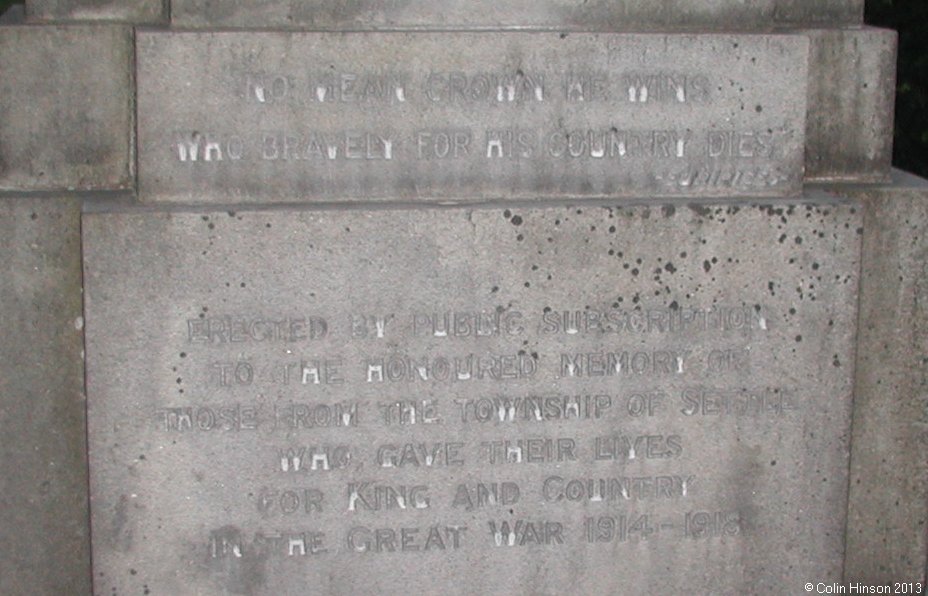 NO MEAN CROWN HE WINS
WHO BRAVELY FOR HIS COUNTRY DIES
ERECTED BY PUBLIC SUBSCRIPTION
TO THE HONOURED MEMORY OF
THOSE FROM THE TOWNSHIP OF SETTLE
WHO GAVE THEIR LIVES
FOR KING AND COUNTRY
IN THE GREAT WAR 1914-1918
© Colin Hinson 2013